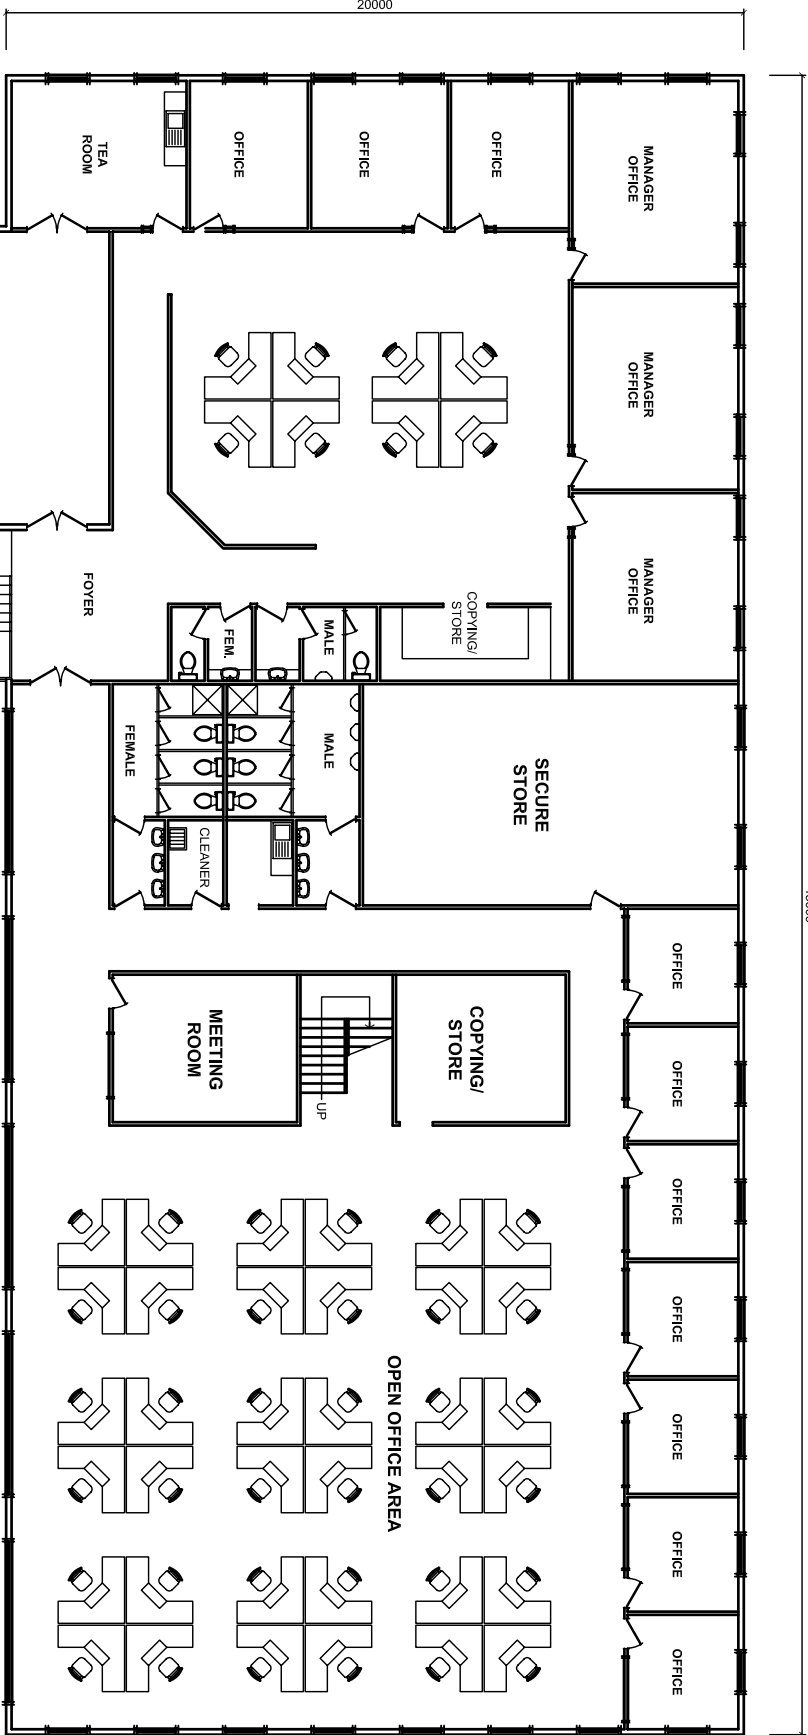 20000
TEA
ROOM
OFFICE
OFFICE
OFFICE
MANAGER
OFFICE
MANAGER
OFFICE
MANAGER
OFFICE
FOYER
FEM.
MALE
COPYING/
STORE
FEMALE
MALE
SECURE
STORE
CLEANER
OFFICE
MEETING
ROOM
UP
COPYING/
STORE
OFFICE
OFFICE
OFFICE
OPEN OFFICE AREA
OFFICE
OFFICE
OFFICE